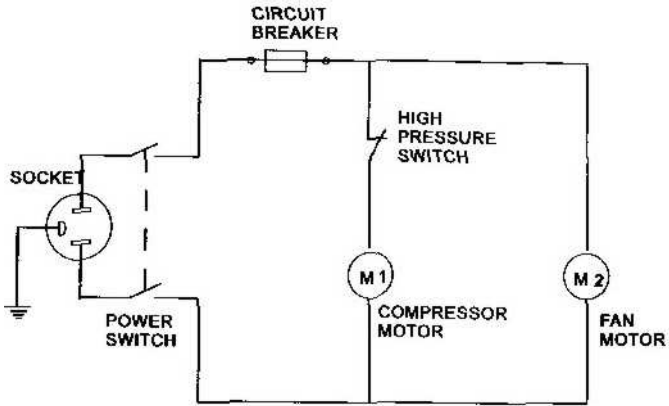 CIRCUIT
BREAKER
HIGH
PRESSURE
SWITCH
SOCKET
M 1
M 2
POWER
SWITCH
COMPRESSOR
MOTOR
FAN
MOTOR